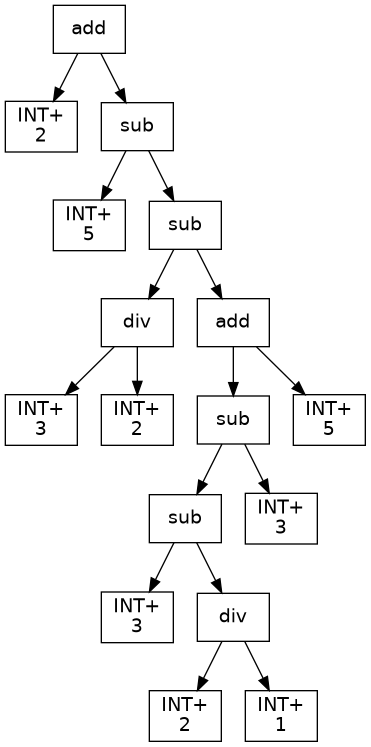 add
INT+
2
sub
INT+
5
sub
div
add
INT+
3
INT+
2
sub
INT+
5
sub
INT+
3
INT+
3
div
INT+
2
INT+
1